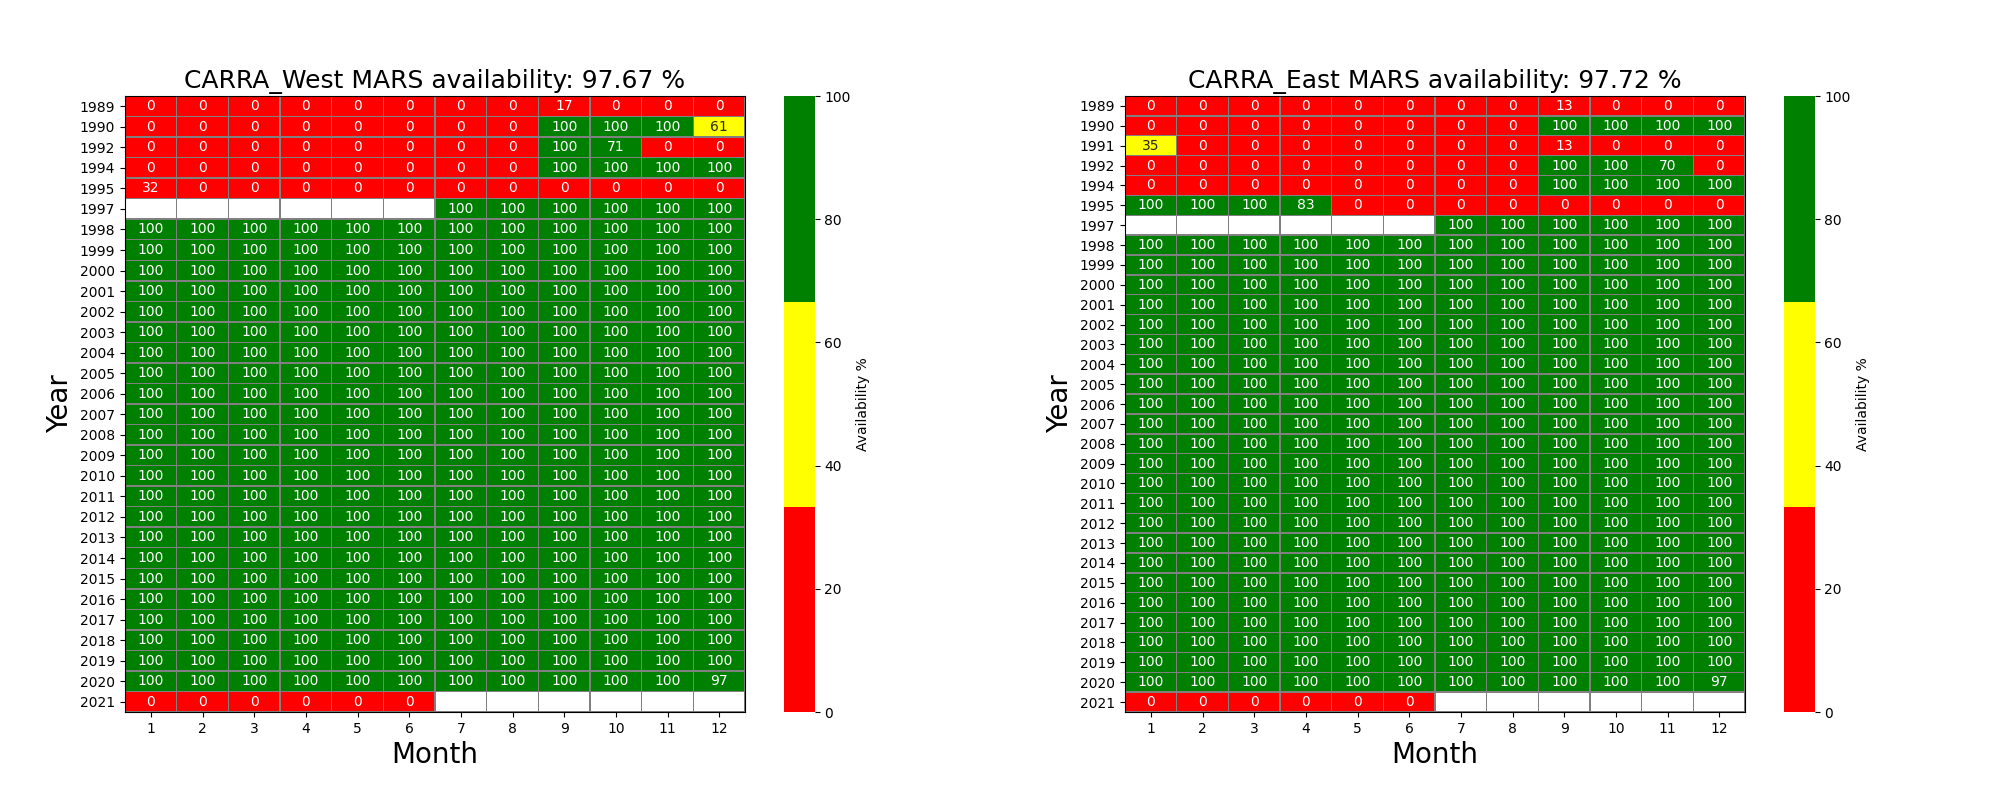 CARRA_West MARS availability: 97.67 %
1989 0 0 0 0 0 0 0 0 17 0 0 0
1990 0 0 0 0 0 0 0 0 100 100 100 61
1992 0 0 0 0 0 0 0 0 100 71 0 0
1994 0 0 0 0 0 0 0 0 100 100 100 100
1995 32 0 0 0 0 0 0 0 0 0 0 0
1997 100 100 100 100 100 100
1998 100 100 100 100 100 100 100 100 100 100 100 100
1999 100 100 100 100 100 100 100 100 100 100 100 100
2000 100 100 100 100 100 100 100 100 100 100 100 100
2001 100 100 100 100 100 100 100 100 100 100 100 100
2002 100 100 100 100 100 100 100 100 100 100 100 100
2003 100 100 100 100 100 100 100 100 100 100 100 100
2004 100 100 100 100 100 100 100 100 100 100 100 100
2005 100 100 100 100 100 100 100 100 100 100 100 100
2006 100 100 100 100 100 100 100 100 100 100 100 100
2007 100 100 100 100 100 100 100 100 100 100 100 100
2008 100 100 100 100 100 100 100 100 100 100 100 100
2009 100 100 100 100 100 100 100 100 100 100 100 100
2010 100 100 100 100 100 100 100 100 100 100 100 100
2011 100 100 100 100 100 100 100 100 100 100 100 100
2012 100 100 100 100 100 100 100 100 100 100 100 100
2013 100 100 100 100 100 100 100 100 100 100 100 100
2014 100 100 100 100 100 100 100 100 100 100 100 100
2015 100 100 100 100 100 100 100 100 100 100 100 100
2016 100 100 100 100 100 100 100 100 100 100 100 100
2017 100 100 100 100 100 100 100 100 100 100 100 100
2018 100 100 100 100 100 100 100 100 100 100 100 100
2019 100 100 100 100 100 100 100 100 100 100 100 100
2020 100 100 100 100 100 100 100 100 100 100 100 97
2021 0 0 0 0 0 0
1 2 3 4 5 6 7 8 9 10 11 12
Month
Year
100
80
60
40
20
0
Availability %
CARRA_East MARS availability: 97.72 %
1989 0 0 0 0 0 0 0 0 13 0 0 0
1990 0 0 0 0 0 0 0 0 100 100 100 100
1991 35 0 0 0 0 0 0 0 13 0 0 0
1992 0 0 0 0 0 0 0 0 100 100 70 0
1994 0 0 0 0 0 0 0 0 100 100 100 100
1995 100 100 100 83 0 0 0 0 0 0 0 0
1997 100 100 100 100 100 100
1998 100 100 100 100 100 100 100 100 100 100 100 100
1999 100 100 100 100 100 100 100 100 100 100 100 100
2000 100 100 100 100 100 100 100 100 100 100 100 100
2001 100 100 100 100 100 100 100 100 100 100 100 100
2002 100 100 100 100 100 100 100 100 100 100 100 100
2003 100 100 100 100 100 100 100 100 100 100 100 100
2004 100 100 100 100 100 100 100 100 100 100 100 100
2005 100 100 100 100 100 100 100 100 100 100 100 100
2006 100 100 100 100 100 100 100 100 100 100 100 100
2007 100 100 100 100 100 100 100 100 100 100 100 100
2008 100 100 100 100 100 100 100 100 100 100 100 100
2009 100 100 100 100 100 100 100 100 100 100 100 100
2010 100 100 100 100 100 100 100 100 100 100 100 100
2011 100 100 100 100 100 100 100 100 100 100 100 100
2012 100 100 100 100 100 100 100 100 100 100 100 100
2013 100 100 100 100 100 100 100 100 100 100 100 100
2014 100 100 100 100 100 100 100 100 100 100 100 100
2015 100 100 100 100 100 100 100 100 100 100 100 100
2016 100 100 100 100 100 100 100 100 100 100 100 100
2017 100 100 100 100 100 100 100 100 100 100 100 100
2018 100 100 100 100 100 100 100 100 100 100 100 100
2019 100 100 100 100 100 100 100 100 100 100 100 100
2020 100 100 100 100 100 100 100 100 100 100 100 97
2021 0 0 0 0 0 0
1 2 3 4 5 6 7 8 9 10 11 12
Month
Year
100
80
60
40
20
0
Availability %